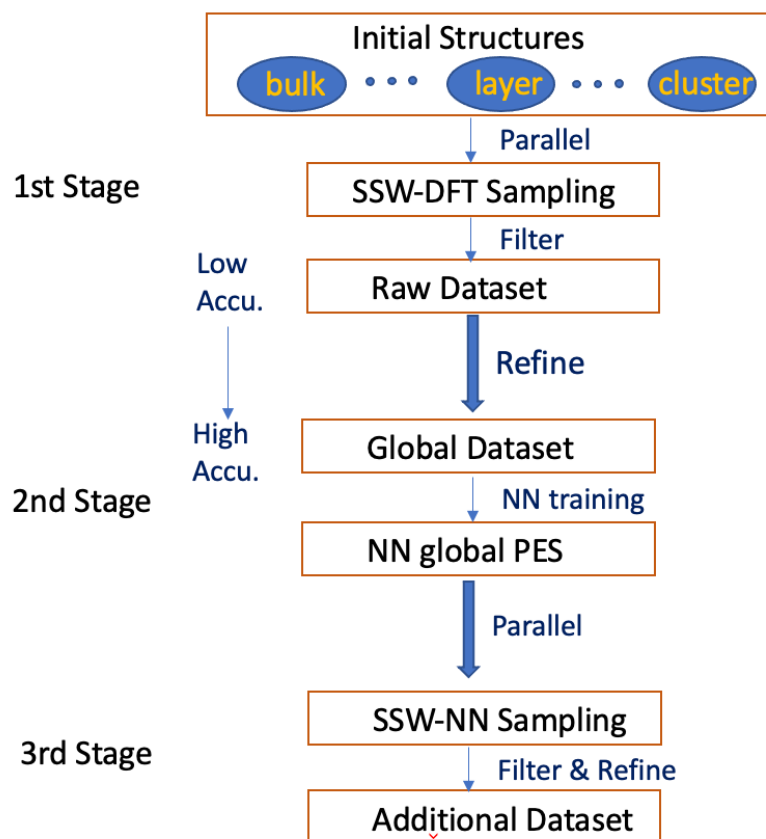 Initial Structures
bulk layer cluster
Parallel
1st Stage
SSW-DFT Sampling
Filter
Low
Accu.
Raw Dataset
Refine
High
Accu.
Global Dataset
2nd Stage
NN training
NN global PES
Parallel
SSW-NN Sampling
3rd Stage
Filter & Refine
Additional Dataset